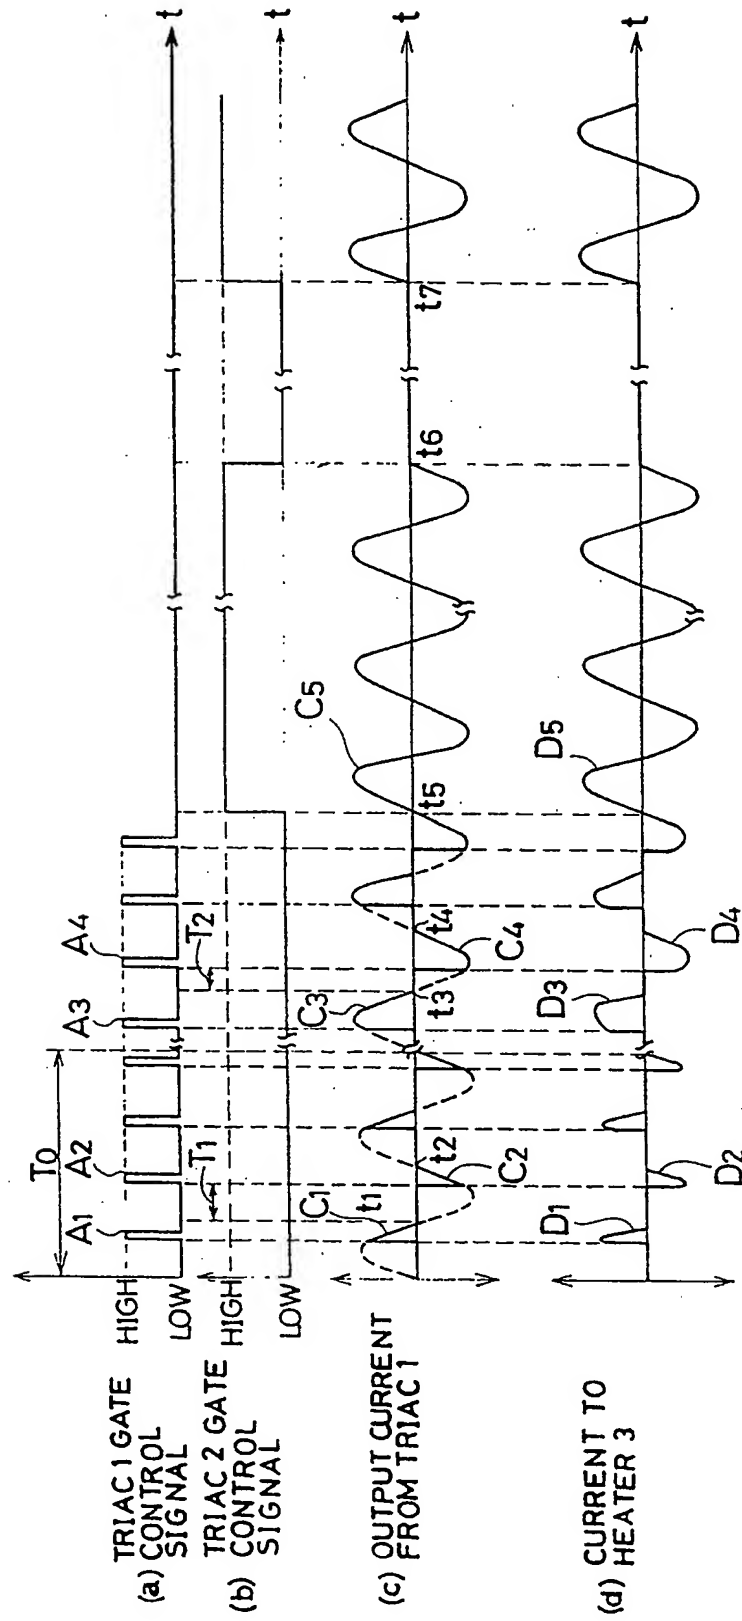 TRIAC 1 GATE
(a) CONTROL
SIGNAL
HIGH
LOW
T0
A1
A2
A3
A4
T1
T2
t
TRIAC 2 GATE
(b) CONTROL
SIGNAL
HIGH
LOW
t
(c) OUTPUT CURRENT
FROM TRIAC 1
C1
t1
C2
t2
C3
t3
C4
t4
t5
C5
t6
t7
t
(d) CURRENT TO
HEATER 3
D1
D2
D3
D4
D5
t